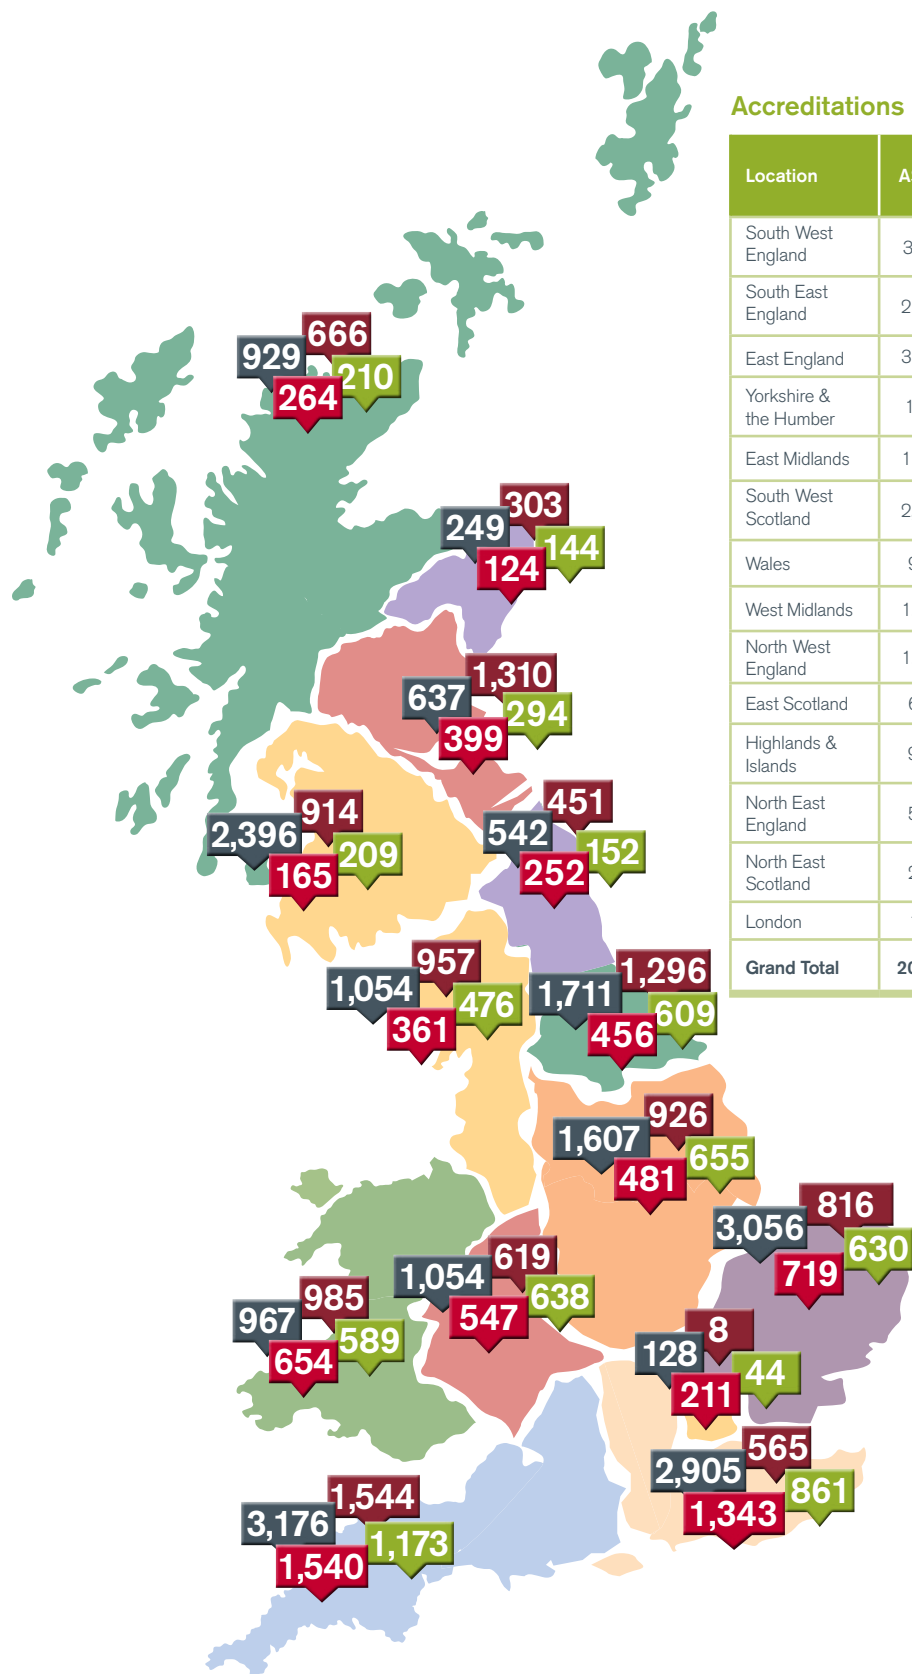 Accreditations
Location
South West
England
South East
England
East England
Yorkshire &
the Humber
East Midlands
South West
Scotland
Wales
West Midlands
North West
England
East Scotland
Highlands &
Islands
North East
England
North East
Scotland
London
Grand Total
666
929
210
264
303
249
144
124
1,310
637
294
399
914
2,396
209
165
451
542
152
252
957
1,054
476
361
1,296
1,711
609
456
926
1,607
655
481
816
3,056
630
719
619
1,054
638
547
985
967
589
654
8
128
44
211
565
2,905
861
1,343
1,544
3,176
1,173
1,540